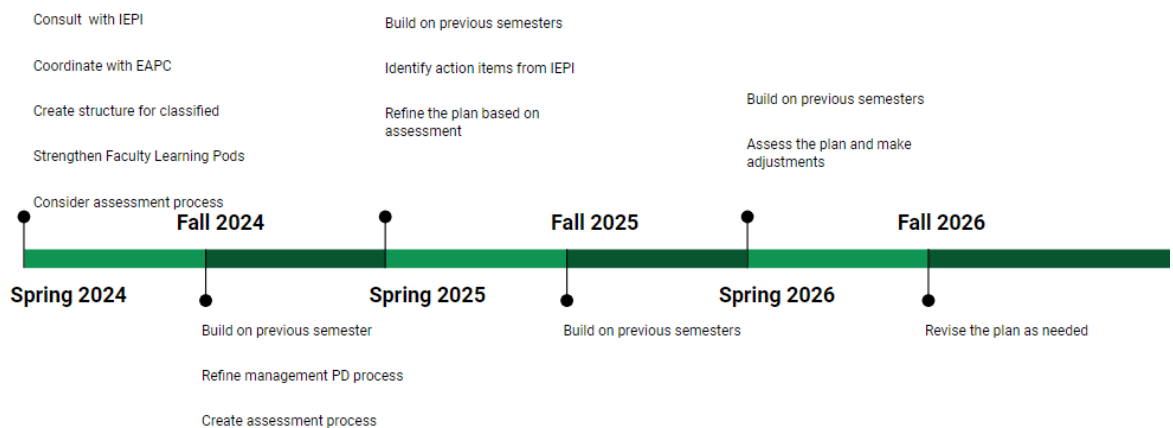 Consult with IEPI
Coordinate with EAPC
Create structure for classified
Strengthen Faculty Learning Pods
Consider assessment process
Build on previous semesters
Identify action items from IEPI
Refine the plan based on
assessment
Build on previous semesters
Assess the plan and make
adjustments
Fall 2024
Fall 2025
Fall 2026
Spring 2024
Spring 2025
Spring 2026
Build on previous semester
Refine management PD process
Create assessment process
Build on previous semesters
Revise the plan as needed